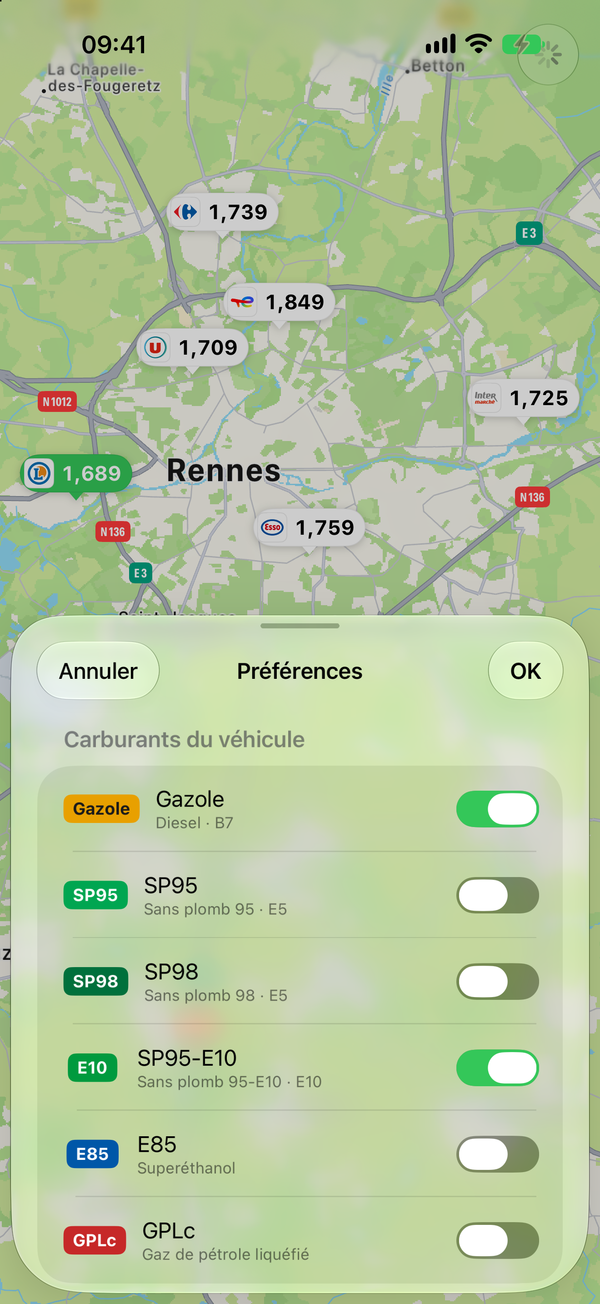 09:41
La Chapelle-
des-Fougeretz
Betton
Ille
1,739
E3
1,849
U
1,709
Inter
marché
1,725
N1012
L
1,689
Rennes
N136
Esso
1,759
N136
E3
Annuler
Préférences
OK
Carburants du véhicule
Gazole
Gazole
Diesel · B7
SP95
SP95
Sans plomb 95 · E5
SP98
SP98
Sans plomb 98 · E5
E10
SP95-E10
Sans plomb 95-E10 · E10
E85
E85
Superéthanol
GPLc
GPLc
Gaz de pétrole liquéfié